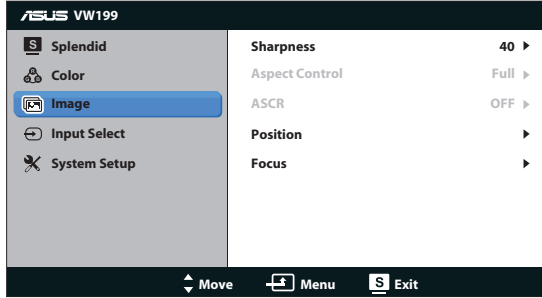 ASUS VW199
S Splendid
Color
Image
Input Select
System Setup
Sharpness 40
Aspect Control Full
ASCR OFF
Position
Focus
Move Menu S Exit